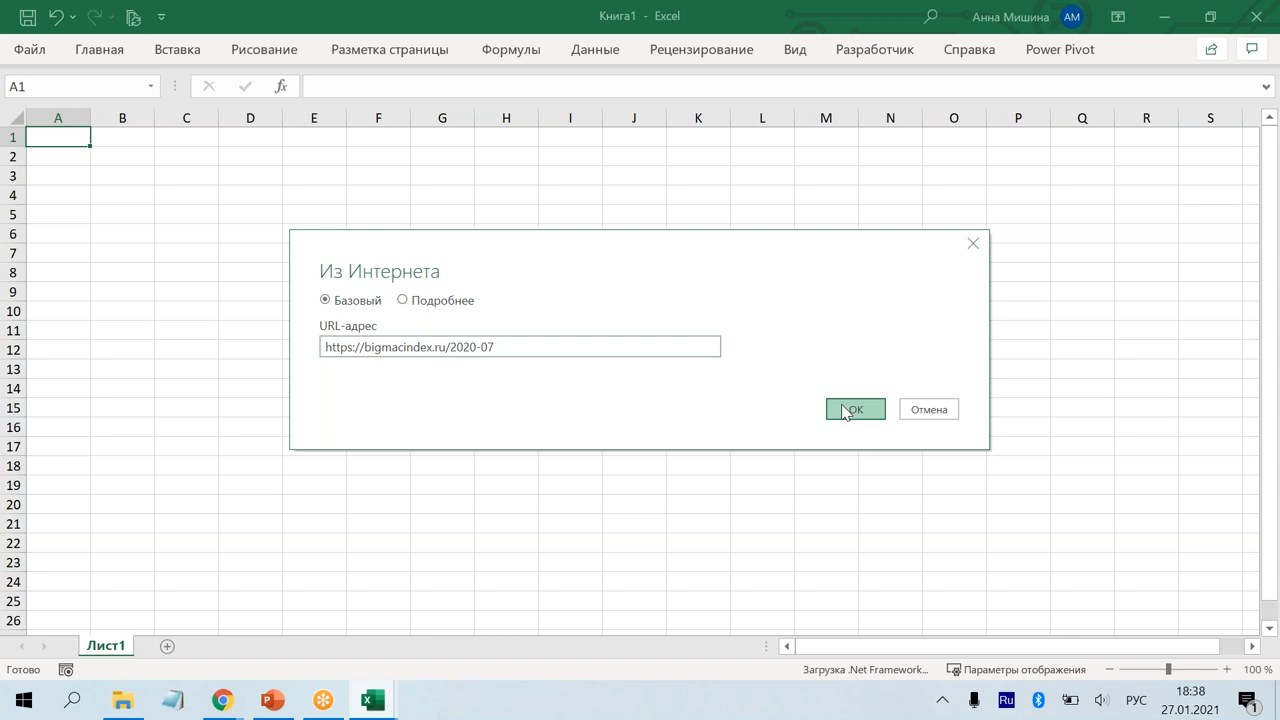 Книга1 - Excel
Анна Мишина
АМ
Файл
Главная
Вставка
Рисование
Разметка страницы
Формулы
Данные
Рецензирование
Вид
Разработчик
Справка
Power Pivot
A1
fx
A B C D E F G H I J K L M N O P Q R S
1
2
3
4
5
6
7
8
9
10
11
12
13
14
15
16
17
18
19
20
21
22
23
24
25
26
Из Интернета
Базовый
Подробнее
URL-адрес
https://bigmacindex.ru/2020-07
ОК
Отмена
Лист1
Готово
Загрузка .Net Framework...
Параметры отображения
100 %
Ru
РУС
18:38
27.01.2021
1